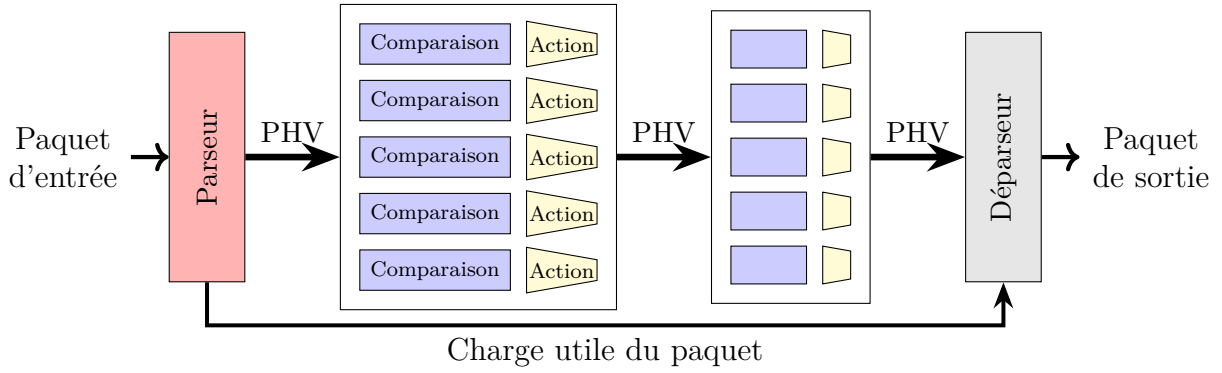 Paquet
d'entrée
Parseur
PHV
Comparaison Action
Comparaison Action
Comparaison Action
Comparaison Action
Comparaison Action
PHV
PHV
Déparseur
Paquet
de sortie
Charge utile du paquet